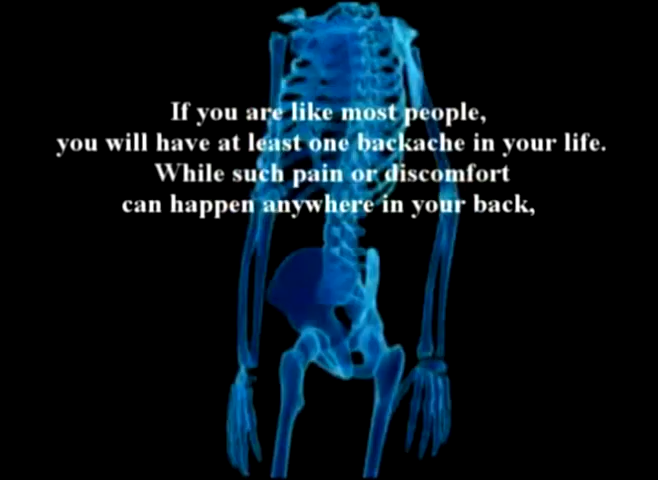 If you are like most people,
you will have at least one backache in your life.
While such pain or discomfort
can happen anywhere in your back,